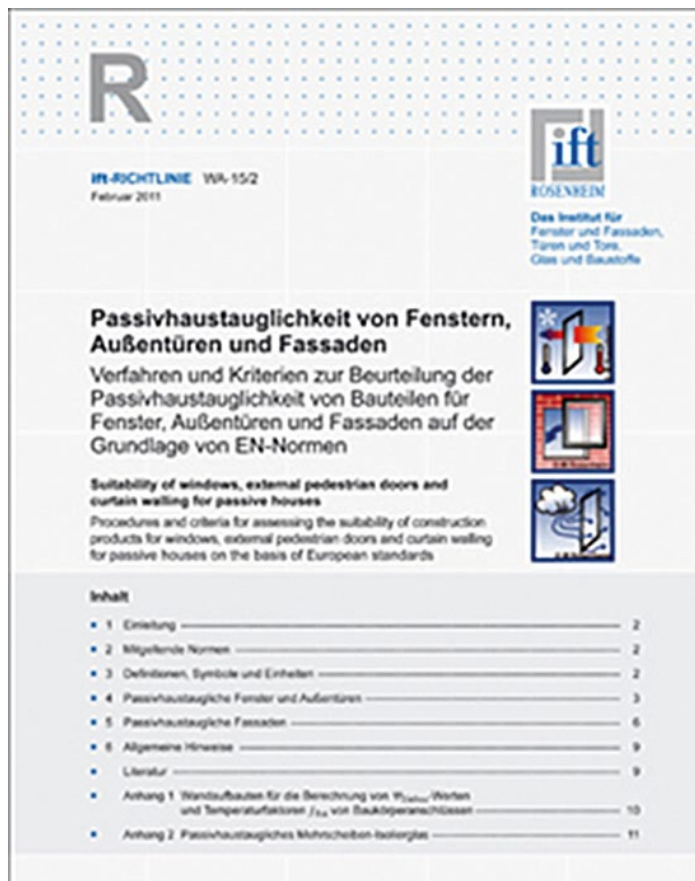 R
ift-RICHTLINIE WA-15/2
Februar 2011
ift
ROSENHEIM
Das Institut für
Fenster und Fassaden,
Türen und Tore,
Glas und Baustoffe
Passivhaustauglichkeit von Fenstern,
Außentüren und Fassaden
Verfahren und Kriterien zur Beurteilung der
Passivhaustauglichkeit von Bauteilen für
Fenster, Außentüren und Fassaden auf der
Grundlage von EN-Normen
Suitability of windows, external pedestrian doors and
curtain walling for passive houses
Procedures and criteria for assessing the suitability of construction
products for windows, external pedestrian doors and curtain walling
for passive houses on the basis of European standards
Inhalt
1 Einleitung 2
2 Mitgeltende Normen 2
3 Definitionen, Symbole und Einheiten 2
4 Passivhaustaugliche Fenster und Außentüren 3
5 Passivhaustaugliche Fassaden 6
6 Allgemeine Hinweise 9
Literatur 9
Anhang 1 Wandaufbauten für die Berechnung von Werten
und Temperaturfaktoren von Baukörperanschlüssen 10
Anhang 2 Passivhaustaugliches Mehrscheiben-Isolierglas 11